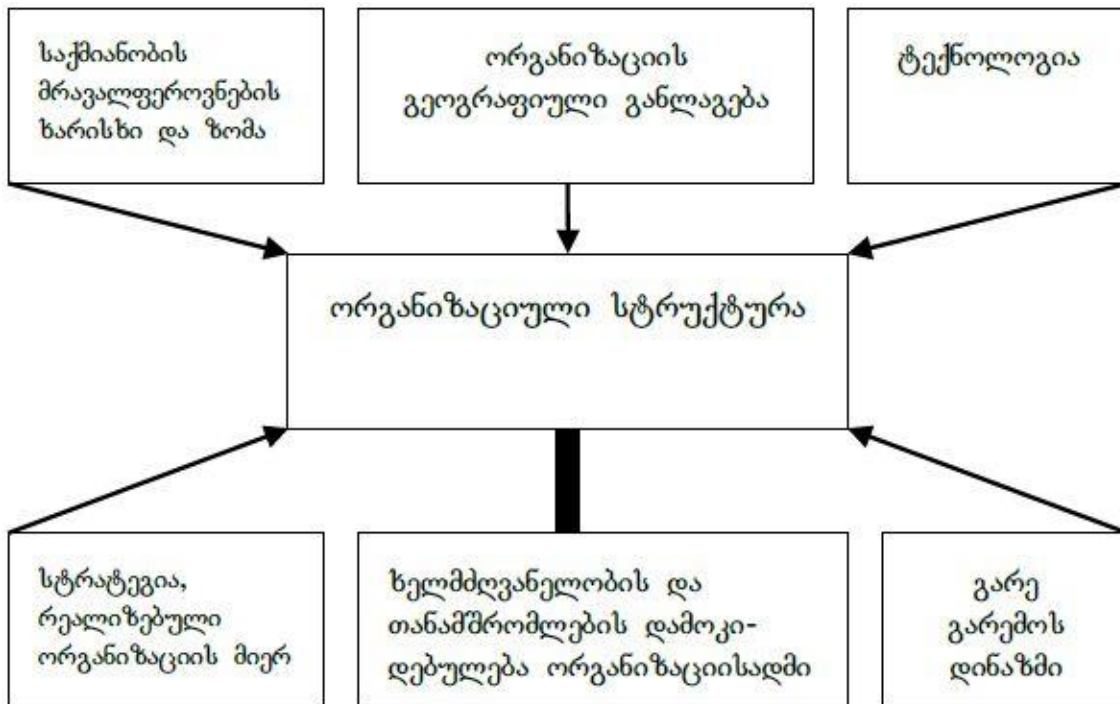 საქმიანობის
მრავალფეროვნების
ხარისხი და ზომა
ორგანიზაციის
გეოგრაფიული განლაგება
ტექნოლოგია
ორგანიზაციული სტრუქტურა
სტრატეგია,
რეალიზებული
ორგანიზაციის მიერ
ხელმძღვანელობის და
თანამშრომლების დამოკი-
დებულება ორგანიზაციისადმი
გარე
გარემოს
დინაზმი